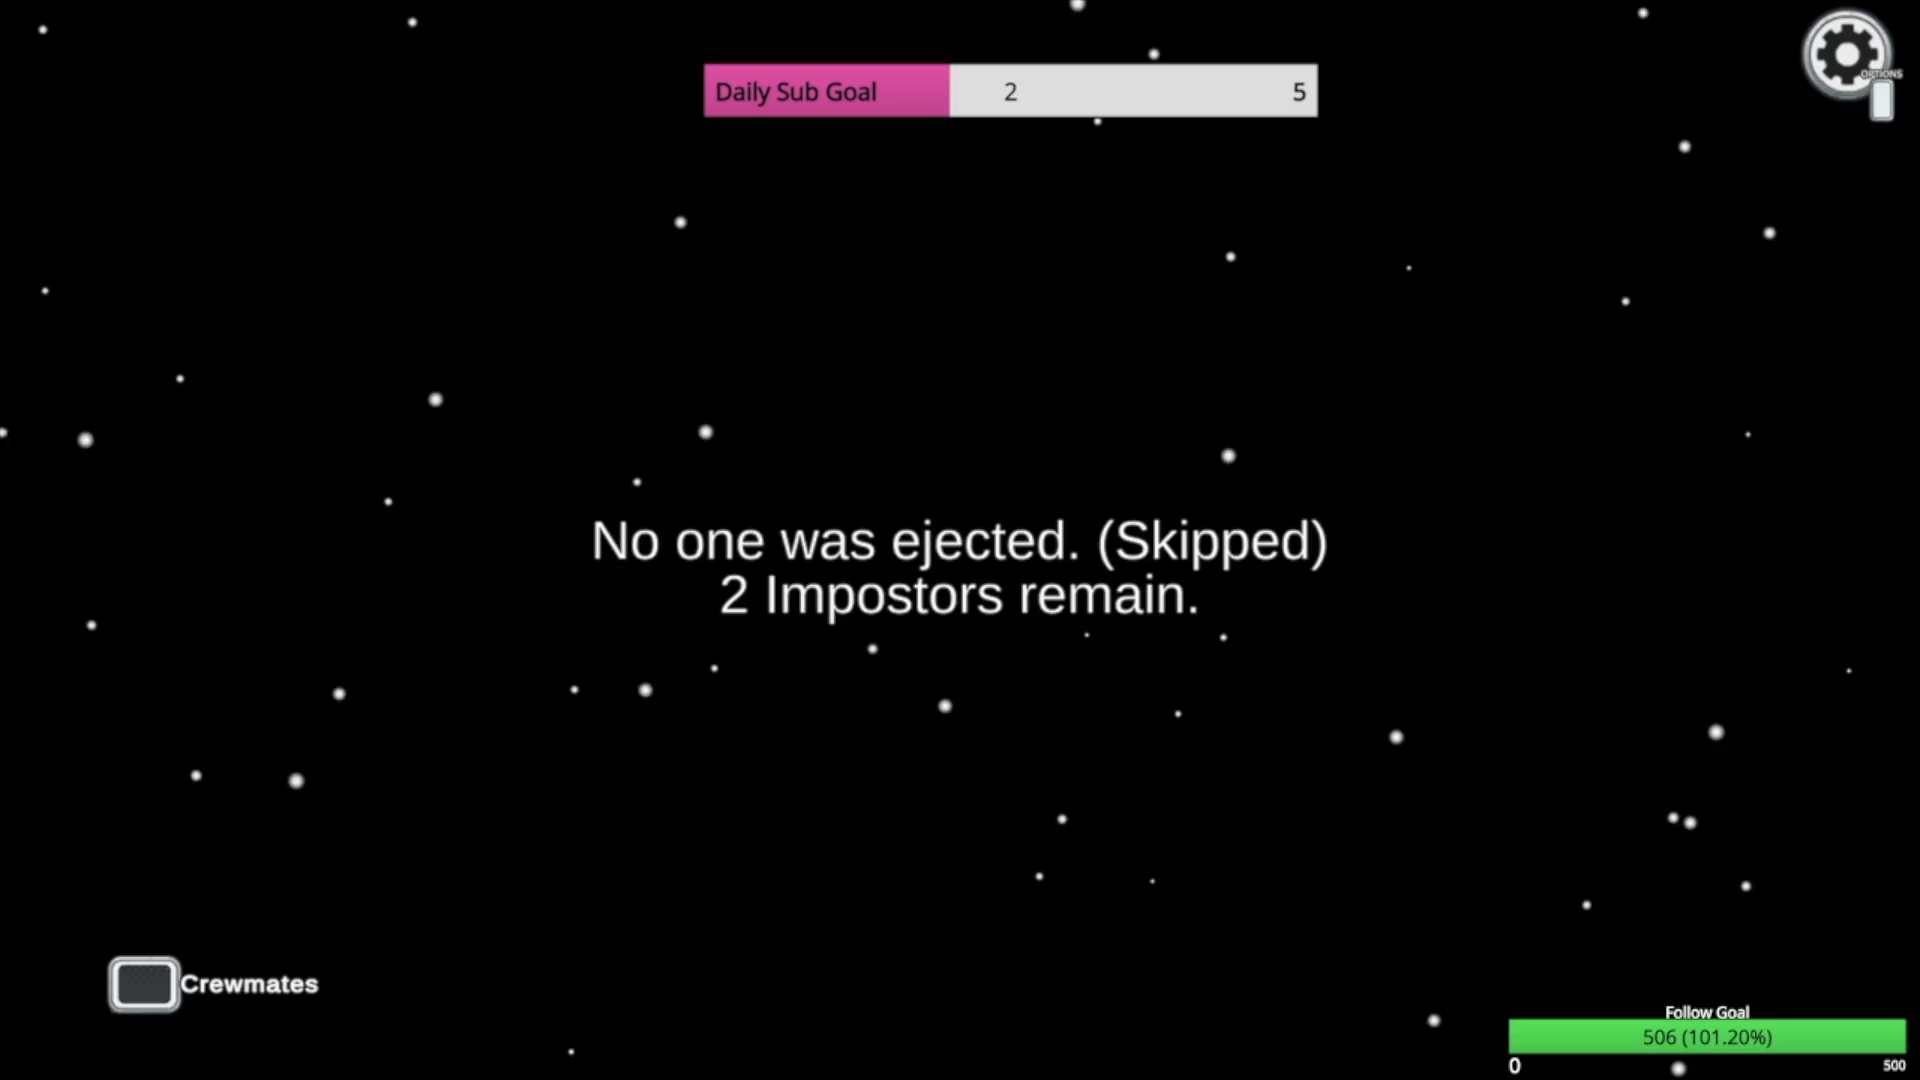 Daily Sub Goal 2 5
OPTIONS
No one was ejected. (Skipped)
2 Impostors remain.
Crewmates
Follow Goal
506 (101.20%)
0 500